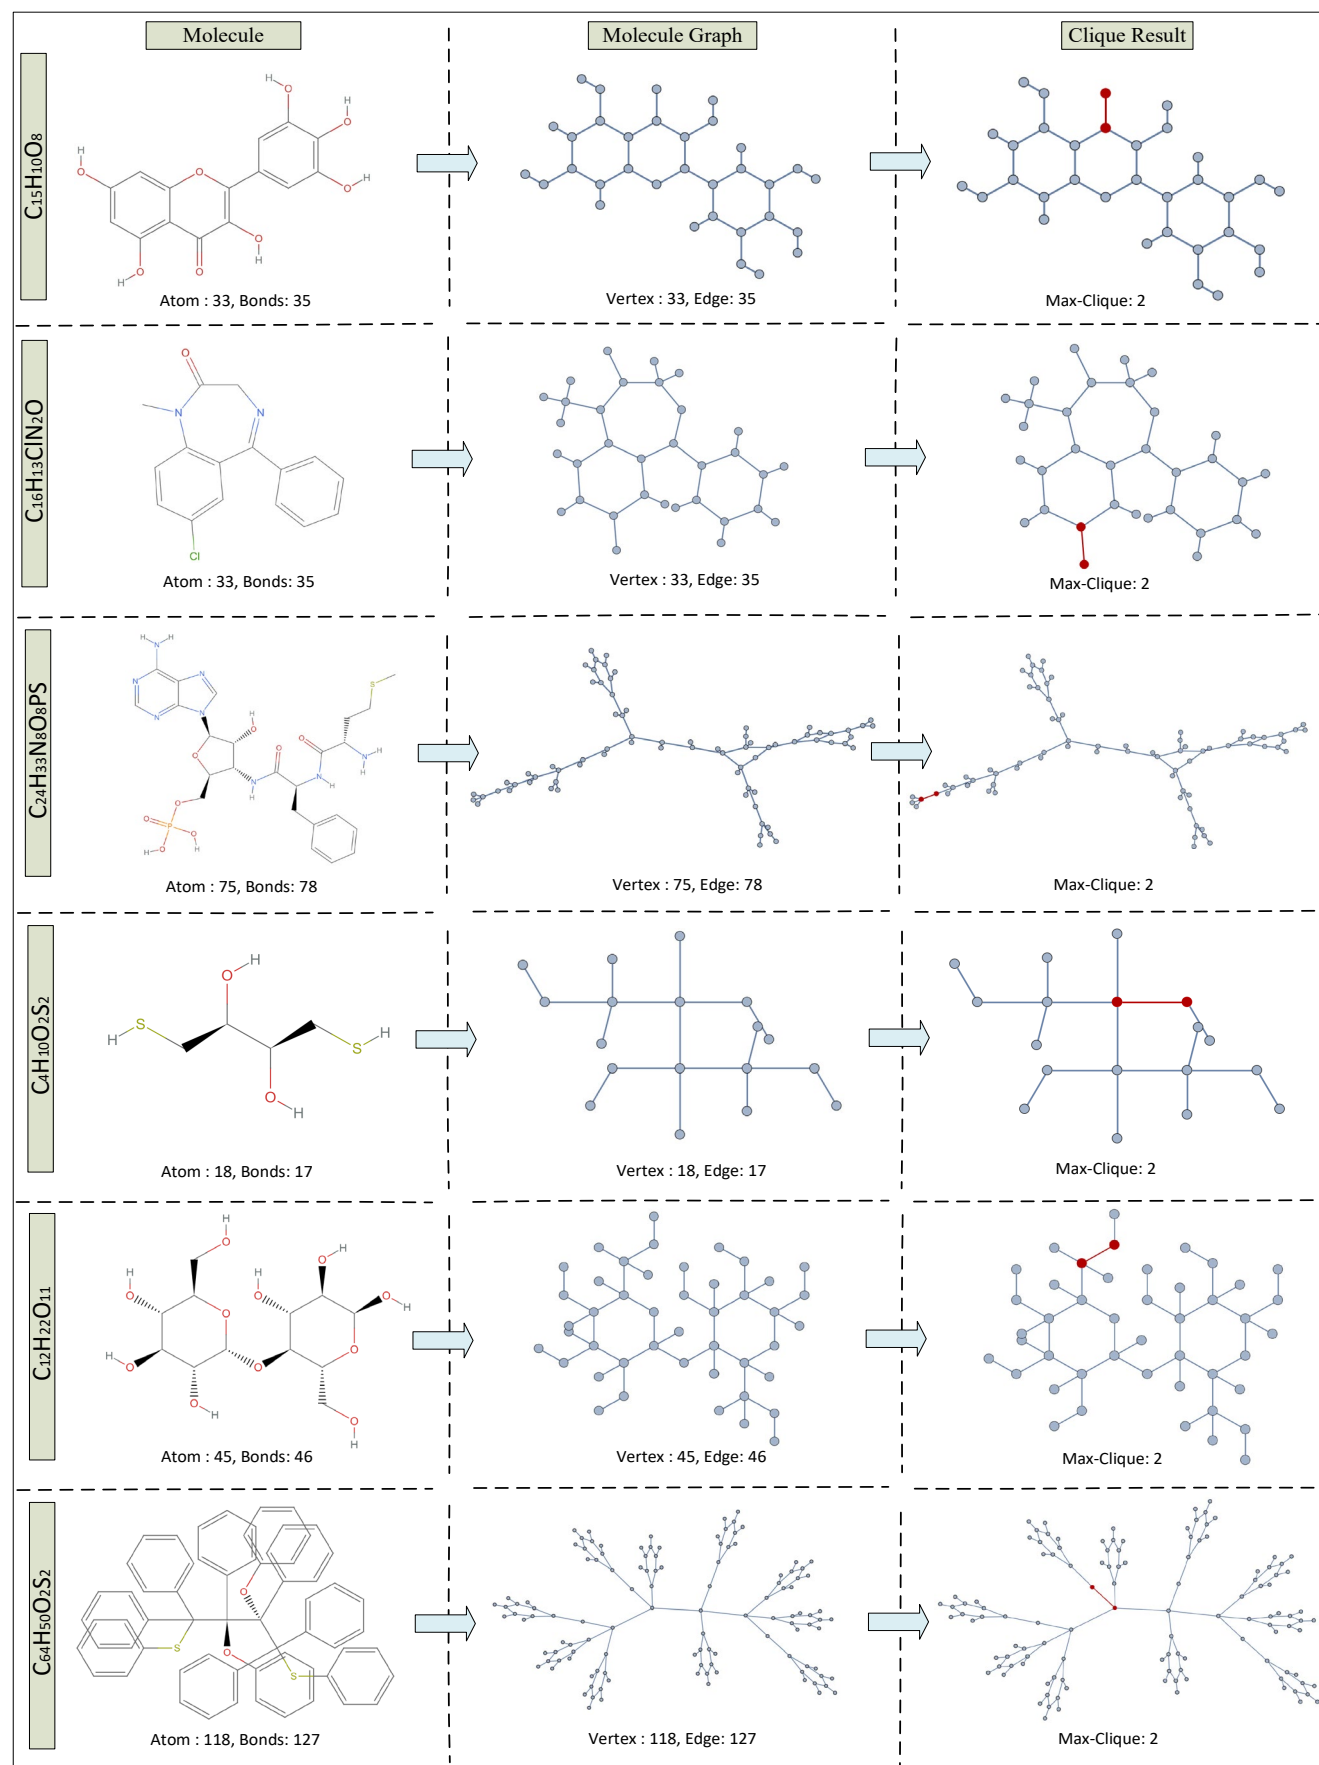 Molecule
Molecule Graph
Clique Result
C15H10O8
Atom : 33, Bonds: 35
Vertex : 33, Edge: 35
Max-Clique: 2
C16H13ClN2O
Atom : 33, Bonds: 35
Vertex : 33, Edge: 35
Max-Clique: 2
C24H33N8O8PS
Atom : 75, Bonds: 78
Vertex : 75, Edge: 78
Max-Clique: 2
C4H10O2S2
Atom : 18, Bonds: 17
Vertex : 18, Edge: 17
Max-Clique: 2
C12H22O11
Atom : 45, Bonds: 46
Vertex : 45, Edge: 46
Max-Clique: 2
C64H50O2S2
Atom : 118, Bonds: 127
Vertex : 118, Edge: 127
Max-Clique: 2